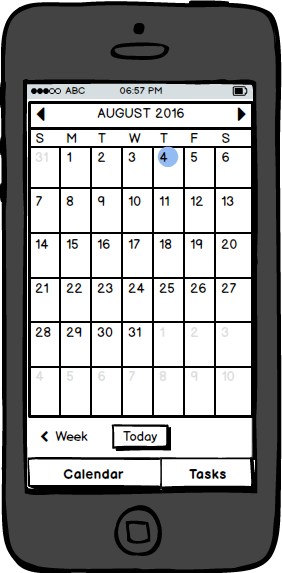 ABC 06:57 PM
AUGUST 2016
S M T W T F S
31 1 2 3 4 5 6
7 8 9 10 11 12 13
14 15 16 17 18 19 20
21 22 23 24 25 26 27
28 29 30 31 1 2 3
4 5 6 7 8 9 10
Week Today
Calendar Tasks